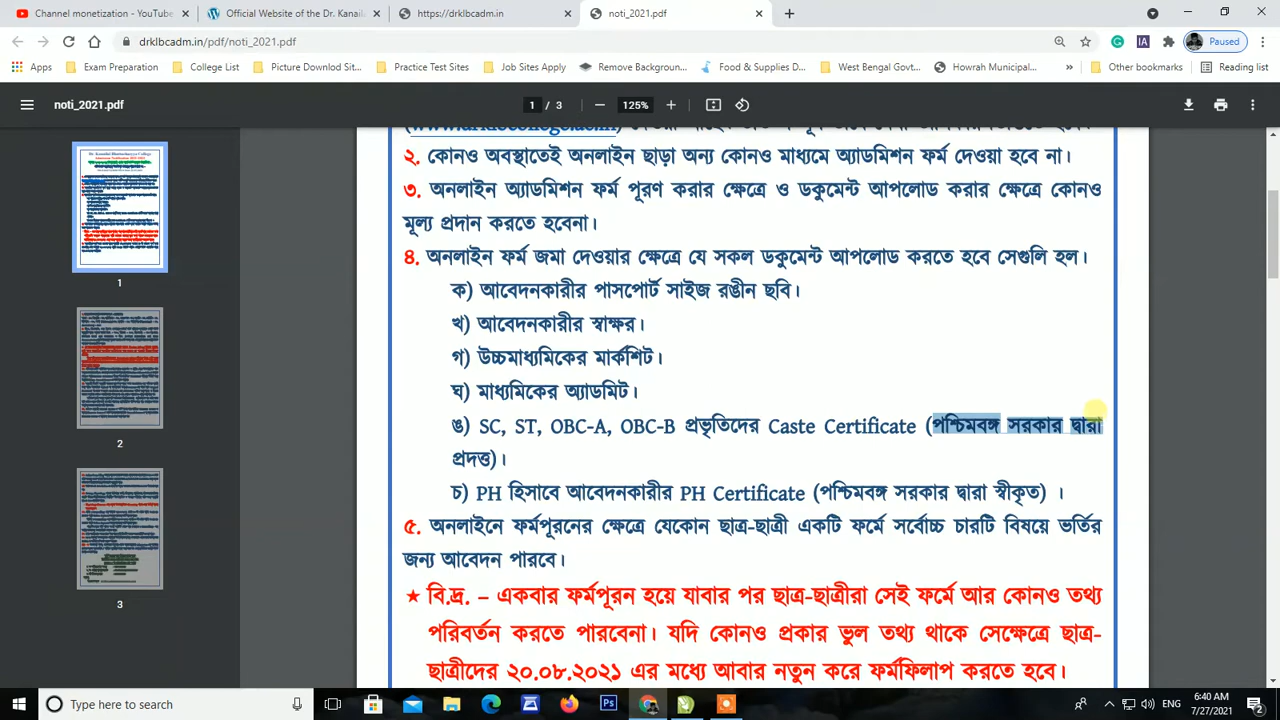 Channel monetization - YouTube
Official Website of the Dr. Kanail
https://drklbcadm.in/
noti_2021.pdf
drklbcadm.in/pdf/noti_2021.pdf
Paused
Apps
Exam Preparation
College List
Picture Downlod Sit...
Practice Test Sites
Job Sites Apply
Remove Backgroun...
Food & Supplies D...
West Bengal Govt...
Howrah Municipal...
Other bookmarks
Reading list
noti_2021.pdf
1 / 3
125%
২. কোনও অবস্থাতেই অনলাইন ছাড়া অন্য কোনও মাধ্যমে অ্যাডমিশন ফর্ম দেওয়া হবে না।
৩. অনলাইন অ্যাডমিশন ফর্ম পূরণ করার ক্ষেত্রে ও ডকুমেন্ট আপলোড করার ক্ষেত্রে কোনও
মূল্য প্রদান করতে হবেনা।
৪. অনলাইন ফর্ম জমা দেওয়ার ক্ষেত্রে যে সকল ডকুমেন্ট আপলোড করতে হবে সেগুলি হল।
ক) আবেদনকারীর পাসপোর্ট সাইজ রঙীন ছবি।
খ) আবেদনকারীর স্বাক্ষর।
গ) উচ্চমাধ্যমিকের মার্কশিট।
ঘ) মাধ্যমিকের অ্যাডমিট।
ঙ) SC, ST, OBC-A, OBC-B প্রভৃতিদের Caste Certificate (পশ্চিমবঙ্গ সরকার দ্বারা
প্রদত্ত)।
চ) PH হিসাবে আবেদনকারীর PH Certificate (পশ্চিমবঙ্গ সরকার দ্বারা স্বীকৃত) ।
৫. অনলাইনে ফর্মপূরনের ক্ষেত্রে যেকোন ছাত্র-ছাত্রী একটি ফর্মে সর্বোচ্চ চারটি বিষয়ে ভর্তির
জন্য আবেদন পারবে।
★ বি.দ্র. – একবার ফর্মপূরন হয়ে যাবার পর ছাত্র-ছাত্রীরা সেই ফর্মে আর কোনও তথ্য
পরিবর্তন করতে পারবেনা। যদি কোনও প্রকার ভুল তথ্য থাকে সেক্ষেত্রে ছাত্র-
ছাত্রীদের ২০.০৮.২০২১ এর মধ্যে আবার নতুন করে ফর্মফিলাপ করতে হবে।
1
2
3
Type here to search
ENG
6:40 AM
7/27/2021